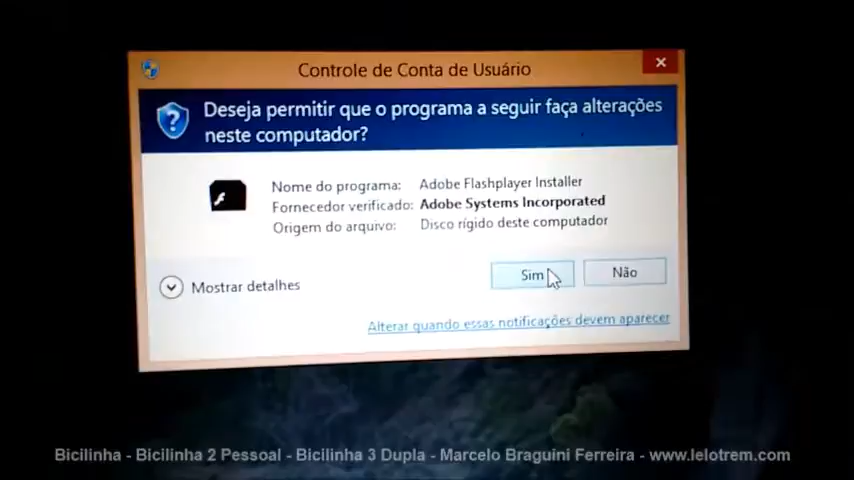 Controle de Conta de Usuário
Deseja permitir que o programa a seguir faça alterações
neste computador?
Nome do programa: Adobe Flashplayer Installer
Fornecedor verificado: Adobe Systems Incorporated
Origem do arquivo: Disco rígido deste computador
Mostrar detalhes
Sim
Não
Alterar quando essas notificações devem aparecer
Bicilinha - Bicilinha 2 Pessoal - Bicilinha 3 Dupla - Marcelo Braguini Ferreira - www.lelotrem.com